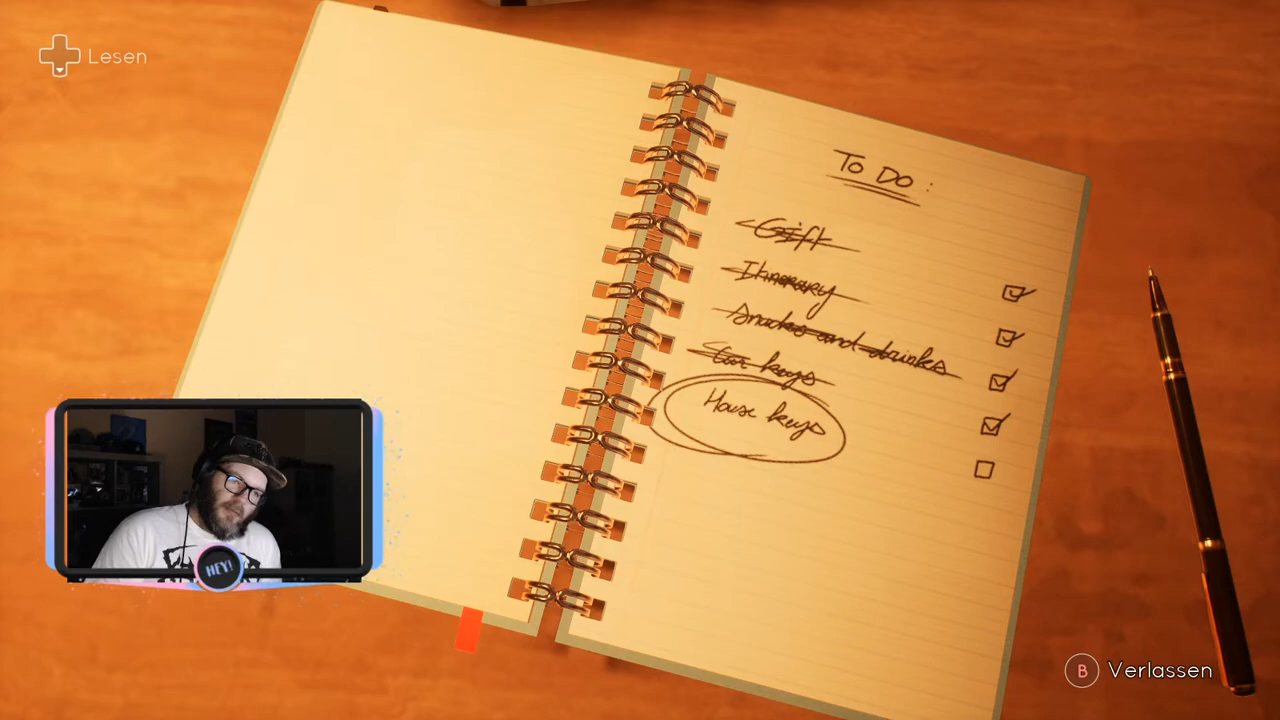 Lesen
To Do:
Gift
Itinerary
Snacks and drinks
Car keys
House keys
HEY!
B Verlassen